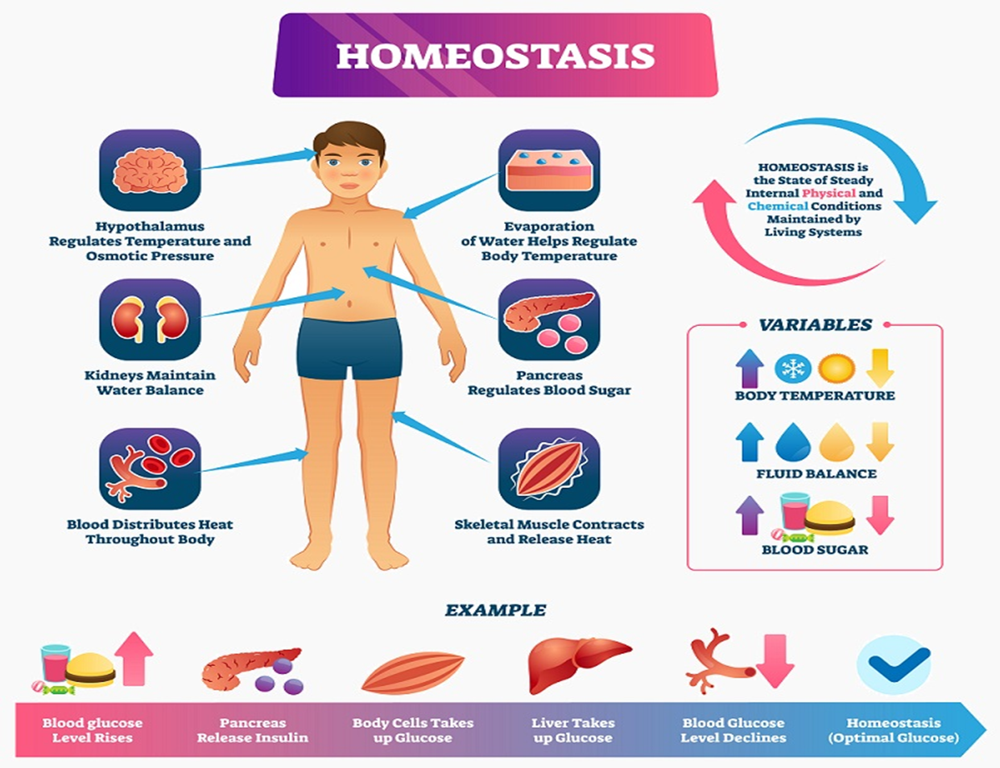 HOMEOSTASIS
Hypothalamus
Regulates Temperature and
Osmotic Pressure
Evaporation
of Water Helps Regulate
Body Temperature
HOMEOSTASIS is
the State of Steady
Internal Physical and
Chemical Conditions
Maintained by
Living Systems
Kidneys Maintain
Water Balance
Pancreas
Regulates Blood Sugar
Blood Distributes Heat
Throughout Body
Skeletal Muscle Contracts
and Release Heat
VARIABLES
BODY TEMPERATURE
FLUID BALANCE
BLOOD SUGAR
EXAMPLE
Blood glucose
Level Rises
Pancreas
Release Insulin
Body Cells Takes
up Glucose
Liver Takes
up Glucose
Blood Glucose
Level Declines
Homeostasis
(Optimal Glucose)